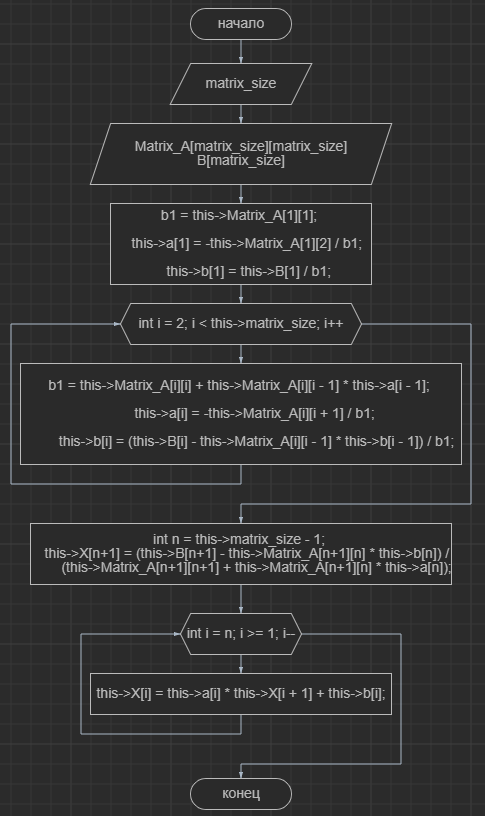 начало
matrix_size
Matrix_A[matrix_size][matrix_size]
B[matrix_size]
b1 = this->Matrix_A[1][1];
this->a[1] = -this->Matrix_A[1][2] / b1;
this->b[1] = this->B[1] / b1;
int i = 2; i < this->matrix_size; i++
b1 = this->Matrix_A[i][i] + this->Matrix_A[i][i - 1] * this->a[i - 1];
this->a[i] = -this->Matrix_A[i][i + 1] / b1;
this->b[i] = (this->B[i] - this->Matrix_A[i][i - 1] * this->b[i - 1]) / b1;
int n = this->matrix_size - 1;
this->X[n+1] = (this->B[n+1] - this->Matrix_A[n+1][n] * this->b[n]) /
(this->Matrix_A[n+1][n+1] + this->Matrix_A[n+1][n] * this->a[n]);
int i = n; i >= 1; i--
this->X[i] = this->a[i] * this->X[i + 1] + this->b[i];
конец